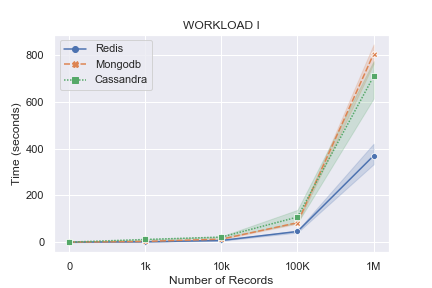 WORKLOAD I
Redis
Mongodb
Cassandra
800
600
400
200
0
Time (seconds)
0 1k 10k 100K 1M
Number of Records